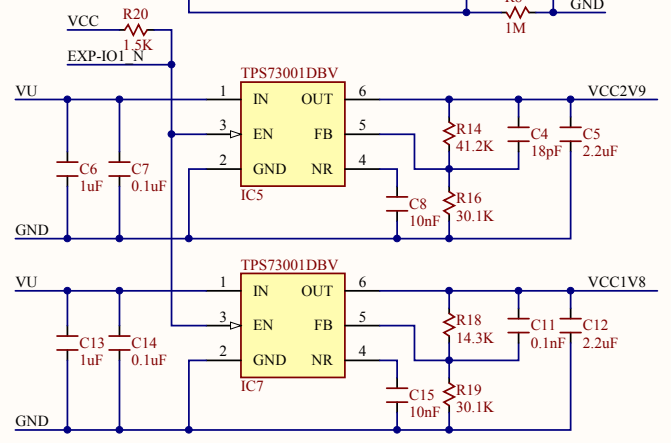 R20
VCC
1.5K
EXP-IO1_N
GND
1M
TPS73001DBV
VU
1 IN OUT 6
VCC2V9
3 EN FB 5
2 GND NR 4
IC5
R14
41.2K
C4
18pF
C5
2.2uF
C6
1uF
C7
0.1uF
C8
10nF
R16
30.1K
GND
TPS73001DBV
VU
1 IN OUT 6
VCC1V8
3 EN FB 5
2 GND NR 4
IC7
R18
14.3K
C11
0.1nF
C12
2.2uF
C13
1uF
C14
0.1uF
C15
10nF
R19
30.1K
GND